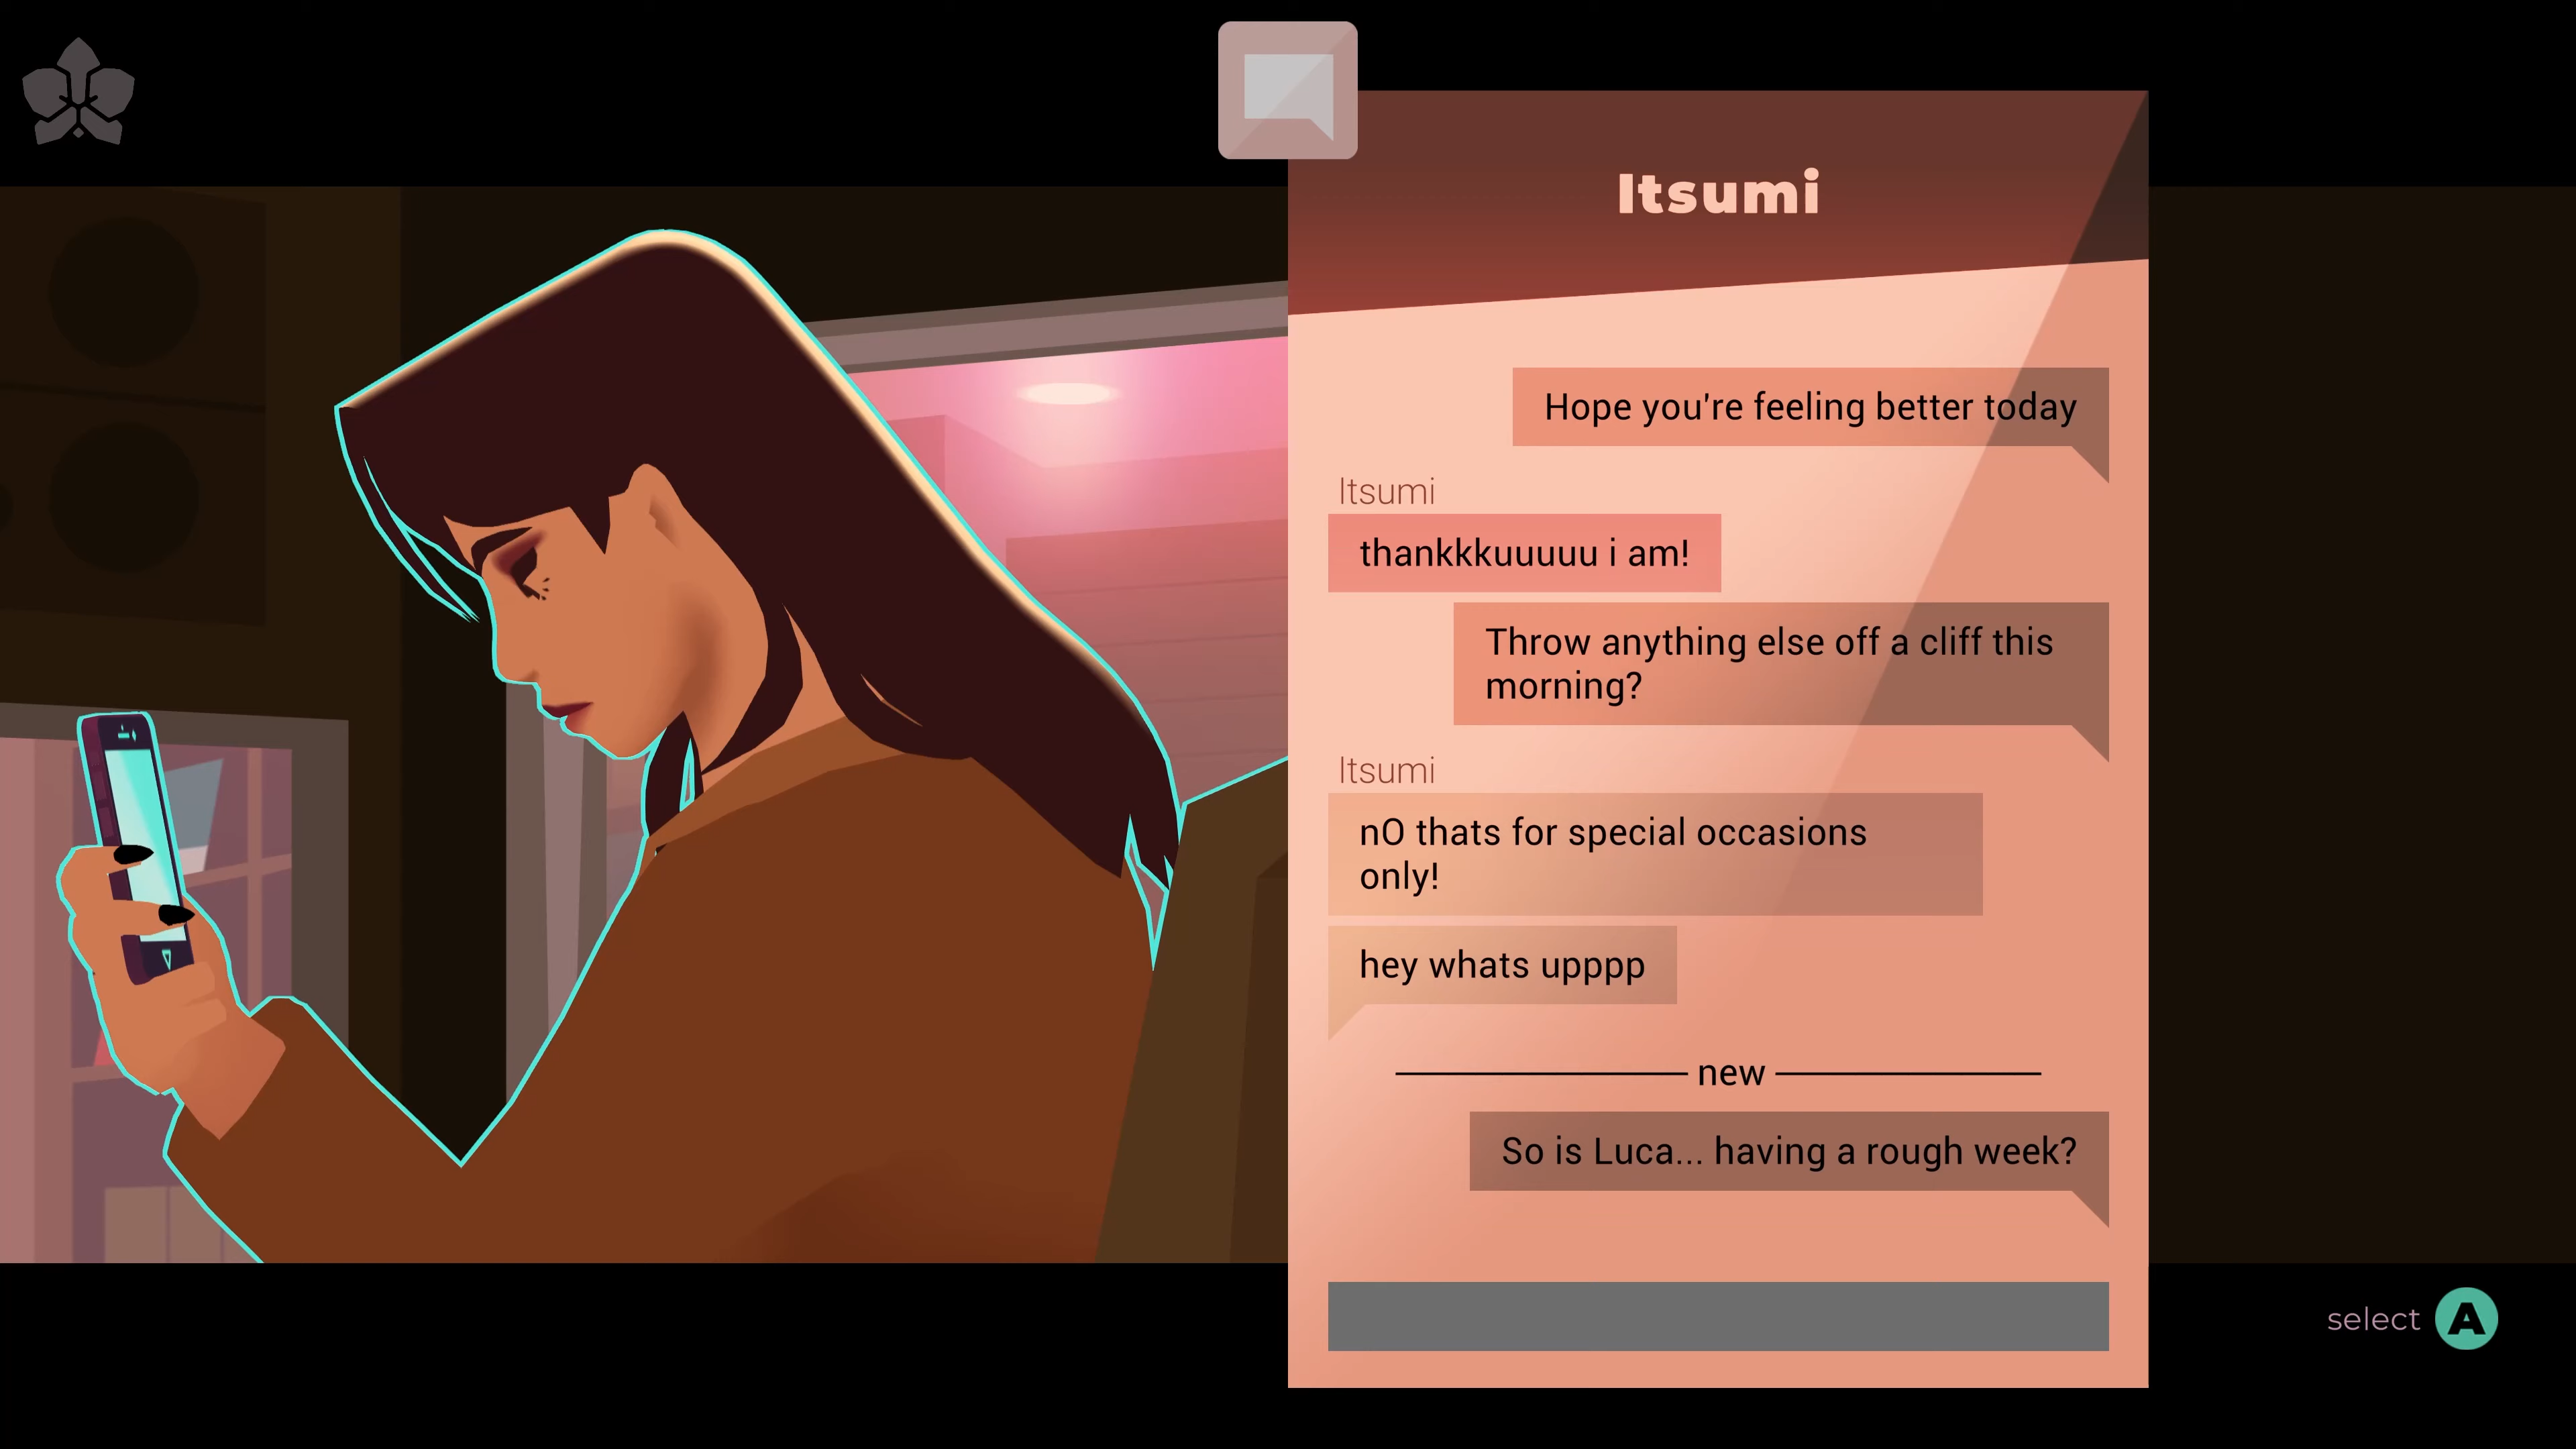 Itsumi
Hope you're feeling better today
Itsumi
thankkkuuuuu i am!
Throw anything else off a cliff this
morning?
Itsumi
nO thats for special occasions
only!
hey whats upppp
new
So is Luca... having a rough week?
select A